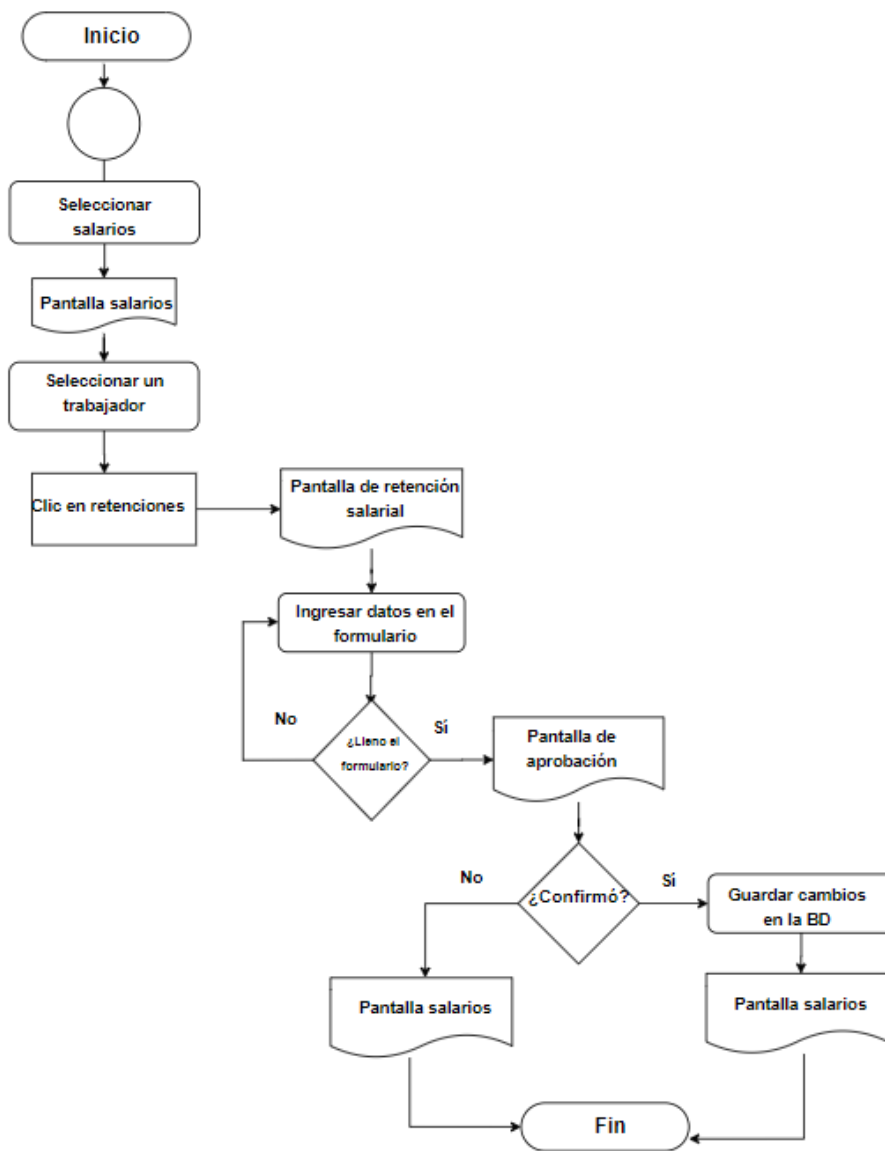 Inicio
Seleccionar
salarios
Pantalla salarios
Seleccionar un
trabajador
Clic en retenciones
Pantalla de retención
salarial
Ingresar datos en el
formulario
No
¿Lleno el
formulario?
Sí
Pantalla de
aprobación
No
¿Confirmó?
Sí
Guardar cambios
en la BD
Pantalla salarios
Pantalla salarios
Fin